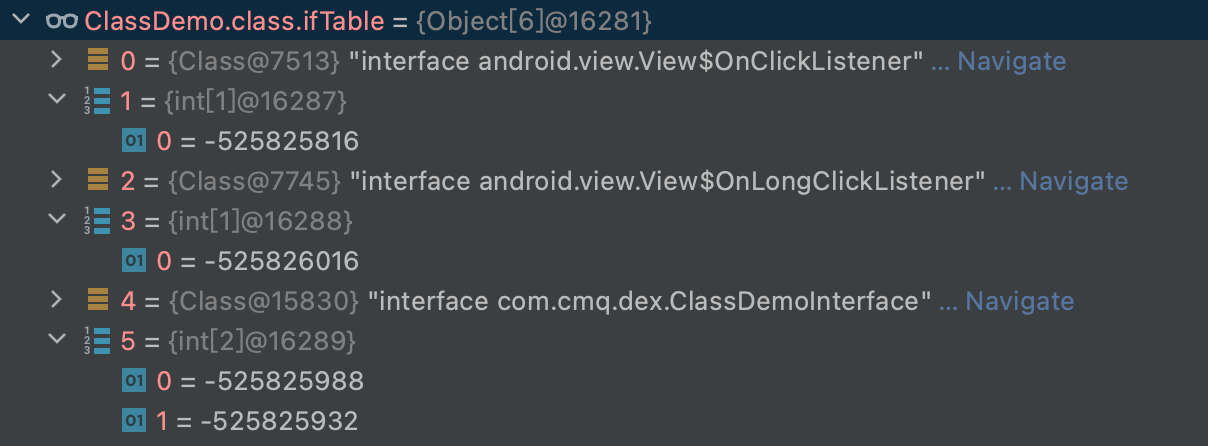 ClassDemo.class.ifTable = {Object[6]@16281}
0 = {Class@7513} "interface android.view.View$OnClickListener" ... Navigate
1 = {int[1]@16287}
01 0 = -525825816
2 = {Class@7745} "interface android.view.View$OnLongClickListener" ... Navigate
3 = {int[1]@16288}
01 0 = -525826016
4 = {Class@15830} "interface com.cmq.dex.ClassDemoInterface" ... Navigate
5 = {int[2]@16289}
01 0 = -525825988
01 1 = -525825932